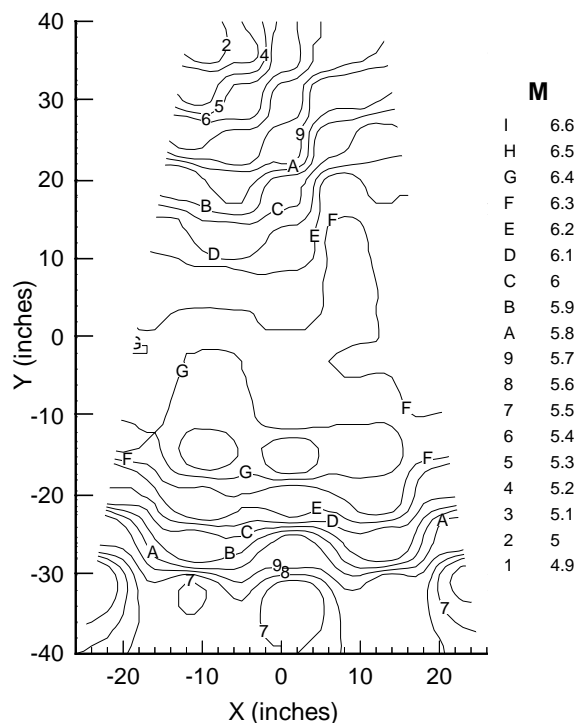 40
30
20
10
0
-10
-20
-30
-40
Y (inches)
-20
-10
0
10
20
X (inches)
2
4
5
6
9
A
B
C
D
E
F
G
G
F
F
G
F
E
D
C
A
A
B
9
8
7
7
7
M
I 6.6
H 6.5
G 6.4
F 6.3
E 6.2
D 6.1
C 6
B 5.9
A 5.8
9 5.7
8 5.6
7 5.5
6 5.4
5 5.3
4 5.2
3 5.1
2 5
1 4.9